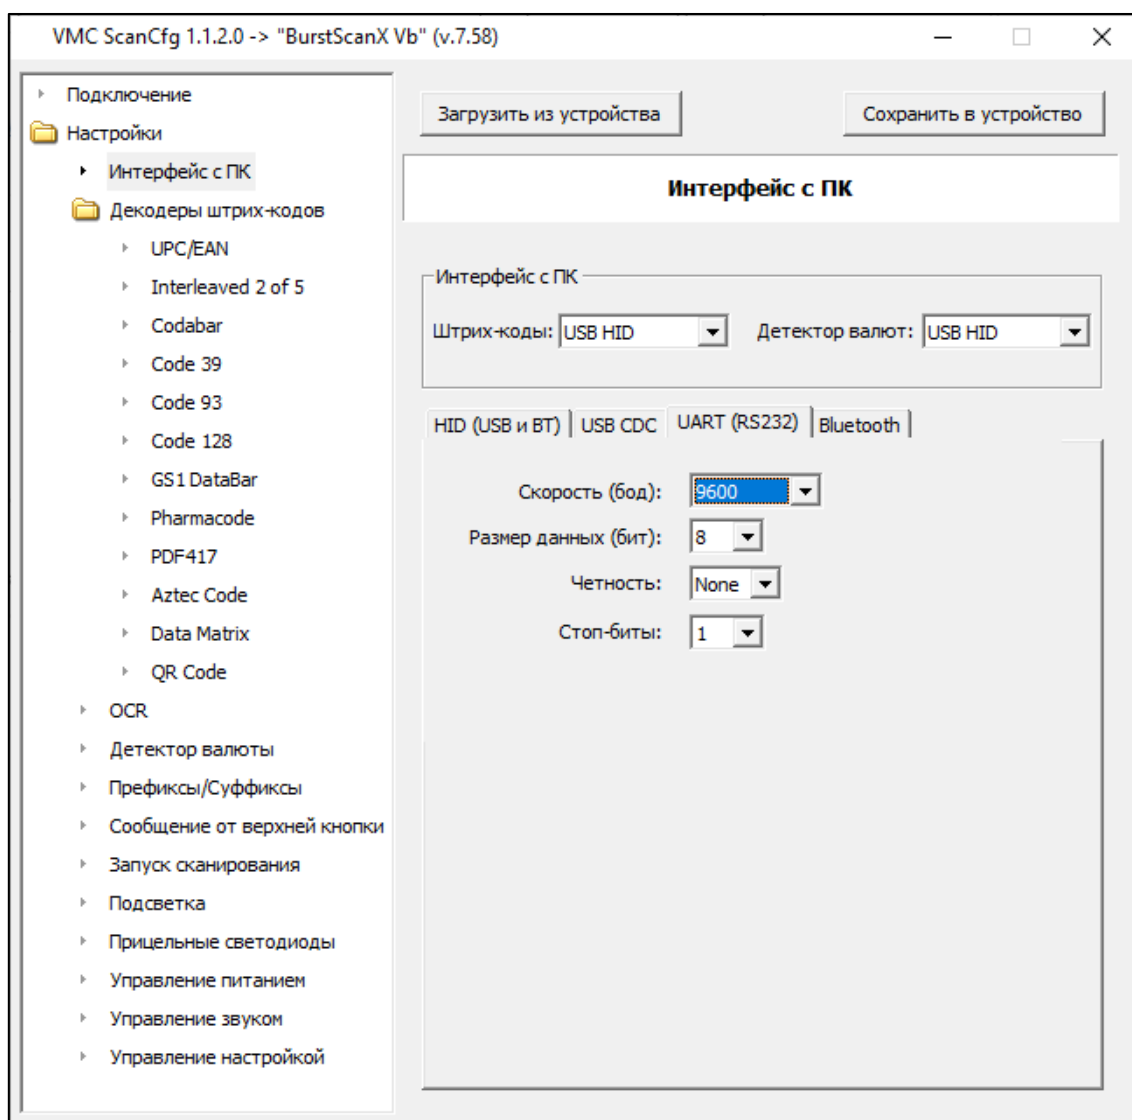 VMC ScanCfg 1.1.2.0 -> "BurstScanX Vb" (v.7.58)
Подключение
Настройки
Интерфейс с ПК
Декодеры штрих-кодов
UPC/EAN
Interleaved 2 of 5
Codabar
Code 39
Code 93
Code 128
GS1 DataBar
Pharmacode
PDF417
Aztec Code
Data Matrix
QR Code
OCR
Детектор валюты
Префиксы/Суффиксы
Сообщение от верхней кнопки
Запуск сканирования
Подсветка
Прицельные светодиоды
Управление питанием
Управление звуком
Управление настройкой
Загрузить из устройства
Сохранить в устройство
Интерфейс с ПК
Интерфейс с ПК
Штрих-коды: USB HID Детектор валют: USB HID
HID (USB и BT) USB CDC UART (RS232) Bluetooth
Скорость (бод): 9600
Размер данных (бит): 8
Четность: None
Стоп-биты: 1